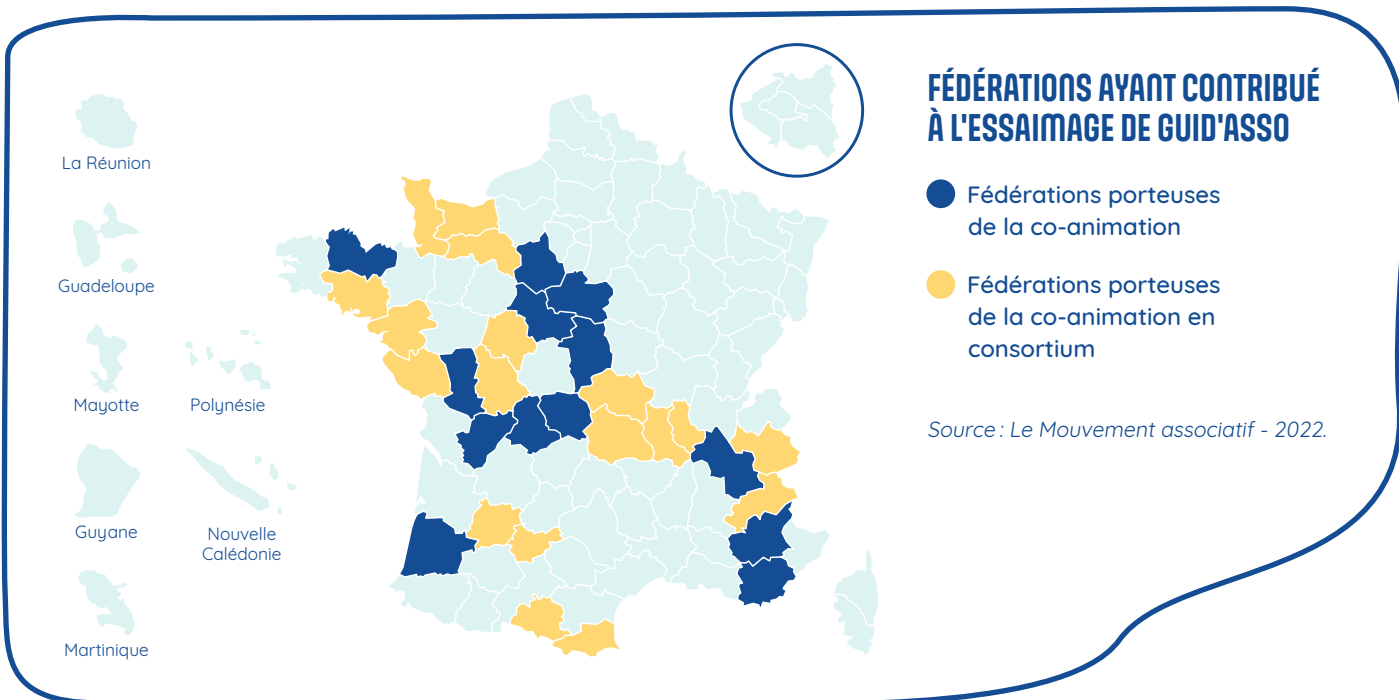 La Réunion
Guadeloupe
Mayotte
Polynésie
Guyane
Nouvelle
Calédonie
Martinique
FÉDÉRATIONS AYANT CONTRIBUÉ
À L'ESSAIMAGE DE GUID'ASSO
Fédérations porteuses
de la co-animation
Fédérations porteuses
de la co-animation en
consortium
Source : Le Mouvement associatif - 2022.